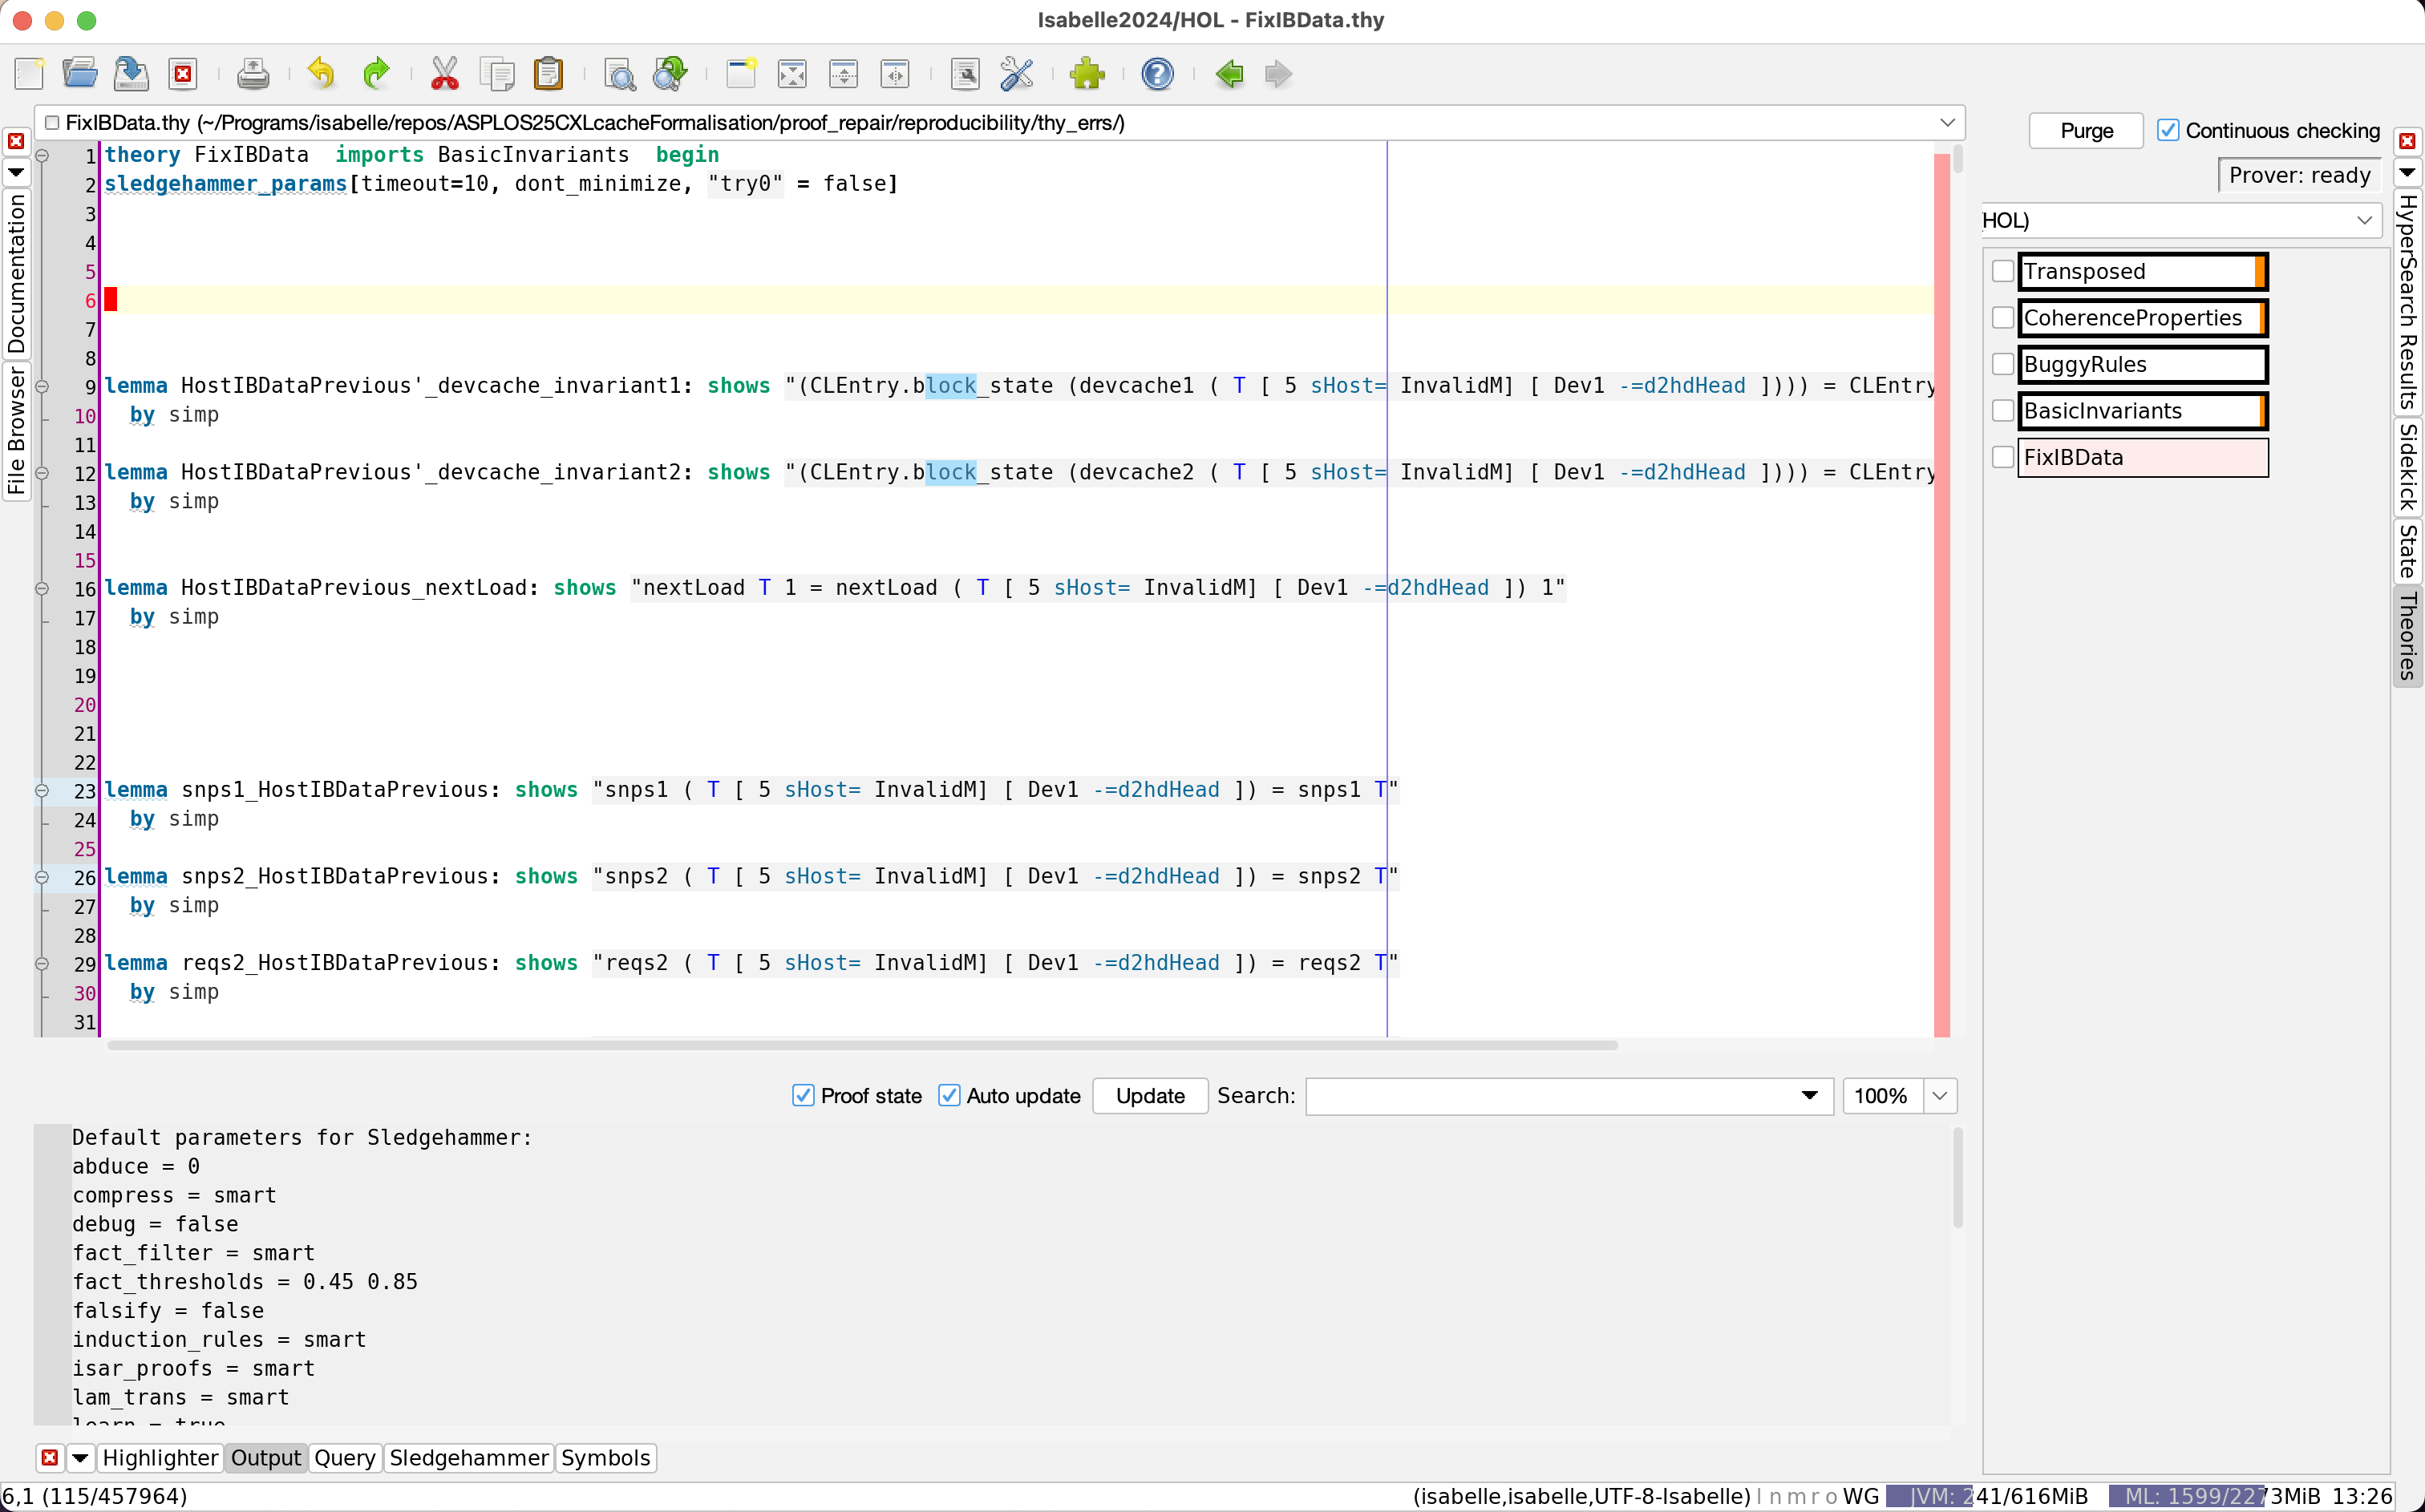 Isabelle2024/HOL - FixIBData.thy
FixIBData.thy (~/Programs/isabelle/repos/ASPLOS25CXLcacheFormalisation/proof_repair/reproducibility/thy_errs/)
Purge
Continuous checking
Prover: ready
(HOL)
Transposed
CoherenceProperties
BuggyRules
BasicInvariants
FixIBData
Documentation
File Browser
HyperSearch Results
Sidekick
State
Theories
1 theory FixIBData  imports BasicInvariants  begin
2 sledgehammer_params[timeout=10, dont_minimize, "try0" = false]
3
4
5
6
7
8
9 lemma HostIBDataPrevious'_devcache_invariant1: shows "(CLEntry.block_state (devcache1 ( T [ 5 sHost= InvalidM] [ Dev1 -=d2hdHead ]))) = CLEntry
10   by simp
11
12 lemma HostIBDataPrevious'_devcache_invariant2: shows "(CLEntry.block_state (devcache2 ( T [ 5 sHost= InvalidM] [ Dev1 -=d2hdHead ]))) = CLEntry
13   by simp
14
15
16 lemma HostIBDataPrevious_nextLoad: shows "nextLoad T 1 = nextLoad ( T [ 5 sHost= InvalidM] [ Dev1 -=d2hdHead ]) 1"
17   by simp
18
19
20
21
22
23 lemma snps1_HostIBDataPrevious: shows "snps1 ( T [ 5 sHost= InvalidM] [ Dev1 -=d2hdHead ]) = snps1 T"
24   by simp
25
26 lemma snps2_HostIBDataPrevious: shows "snps2 ( T [ 5 sHost= InvalidM] [ Dev1 -=d2hdHead ]) = snps2 T"
27   by simp
28
29 lemma reqs2_HostIBDataPrevious: shows "reqs2 ( T [ 5 sHost= InvalidM] [ Dev1 -=d2hdHead ]) = reqs2 T"
30   by simp
31
Proof state Auto update Update Search: 100%
Default parameters for Sledgehammer:
abduce = 0
compress = smart
debug = false
fact_filter = smart
fact_thresholds = 0.45 0.85
falsify = false
induction_rules = smart
isar_proofs = smart
lam_trans = smart
learn = true
Highlighter Output Query Sledgehammer Symbols
6,1 (115/457964)
(isabelle,isabelle,UTF-8-Isabelle) l n m r o WG JVM: 241/616MiB ML: 1599/2273MiB 13:26